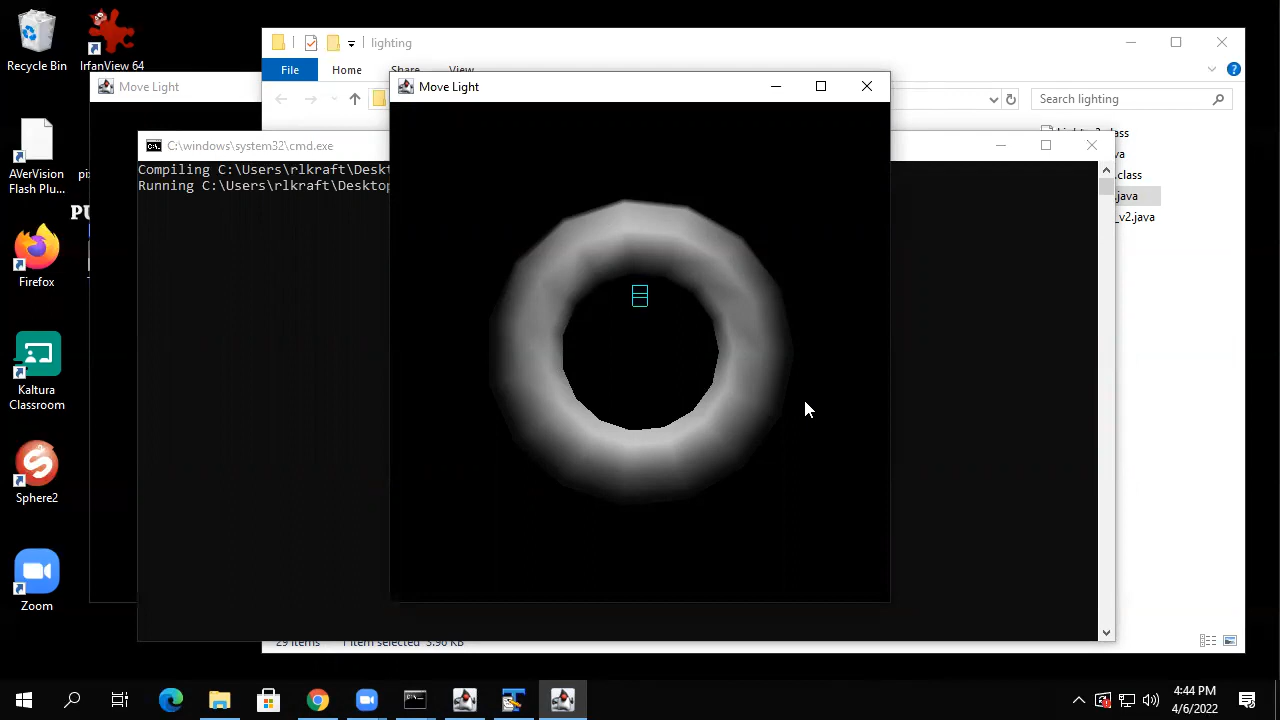 Recycle Bin
IrfanView 64
AVerVision
Flash Plu...
Firefox
Kaltura
Classroom
Sphere2
Zoom
lighting
File
Home
Share
View
Search lighting
Move Light
Move Light
C:\windows\system32\cmd.exe
Compiling C:\Users\rlkraft\Deskt
Running C:\Users\rlkraft\Desktop
.class
.java
_v2.java
29 items
1 item selected 3.96 KB
4:44 PM
4/6/2022